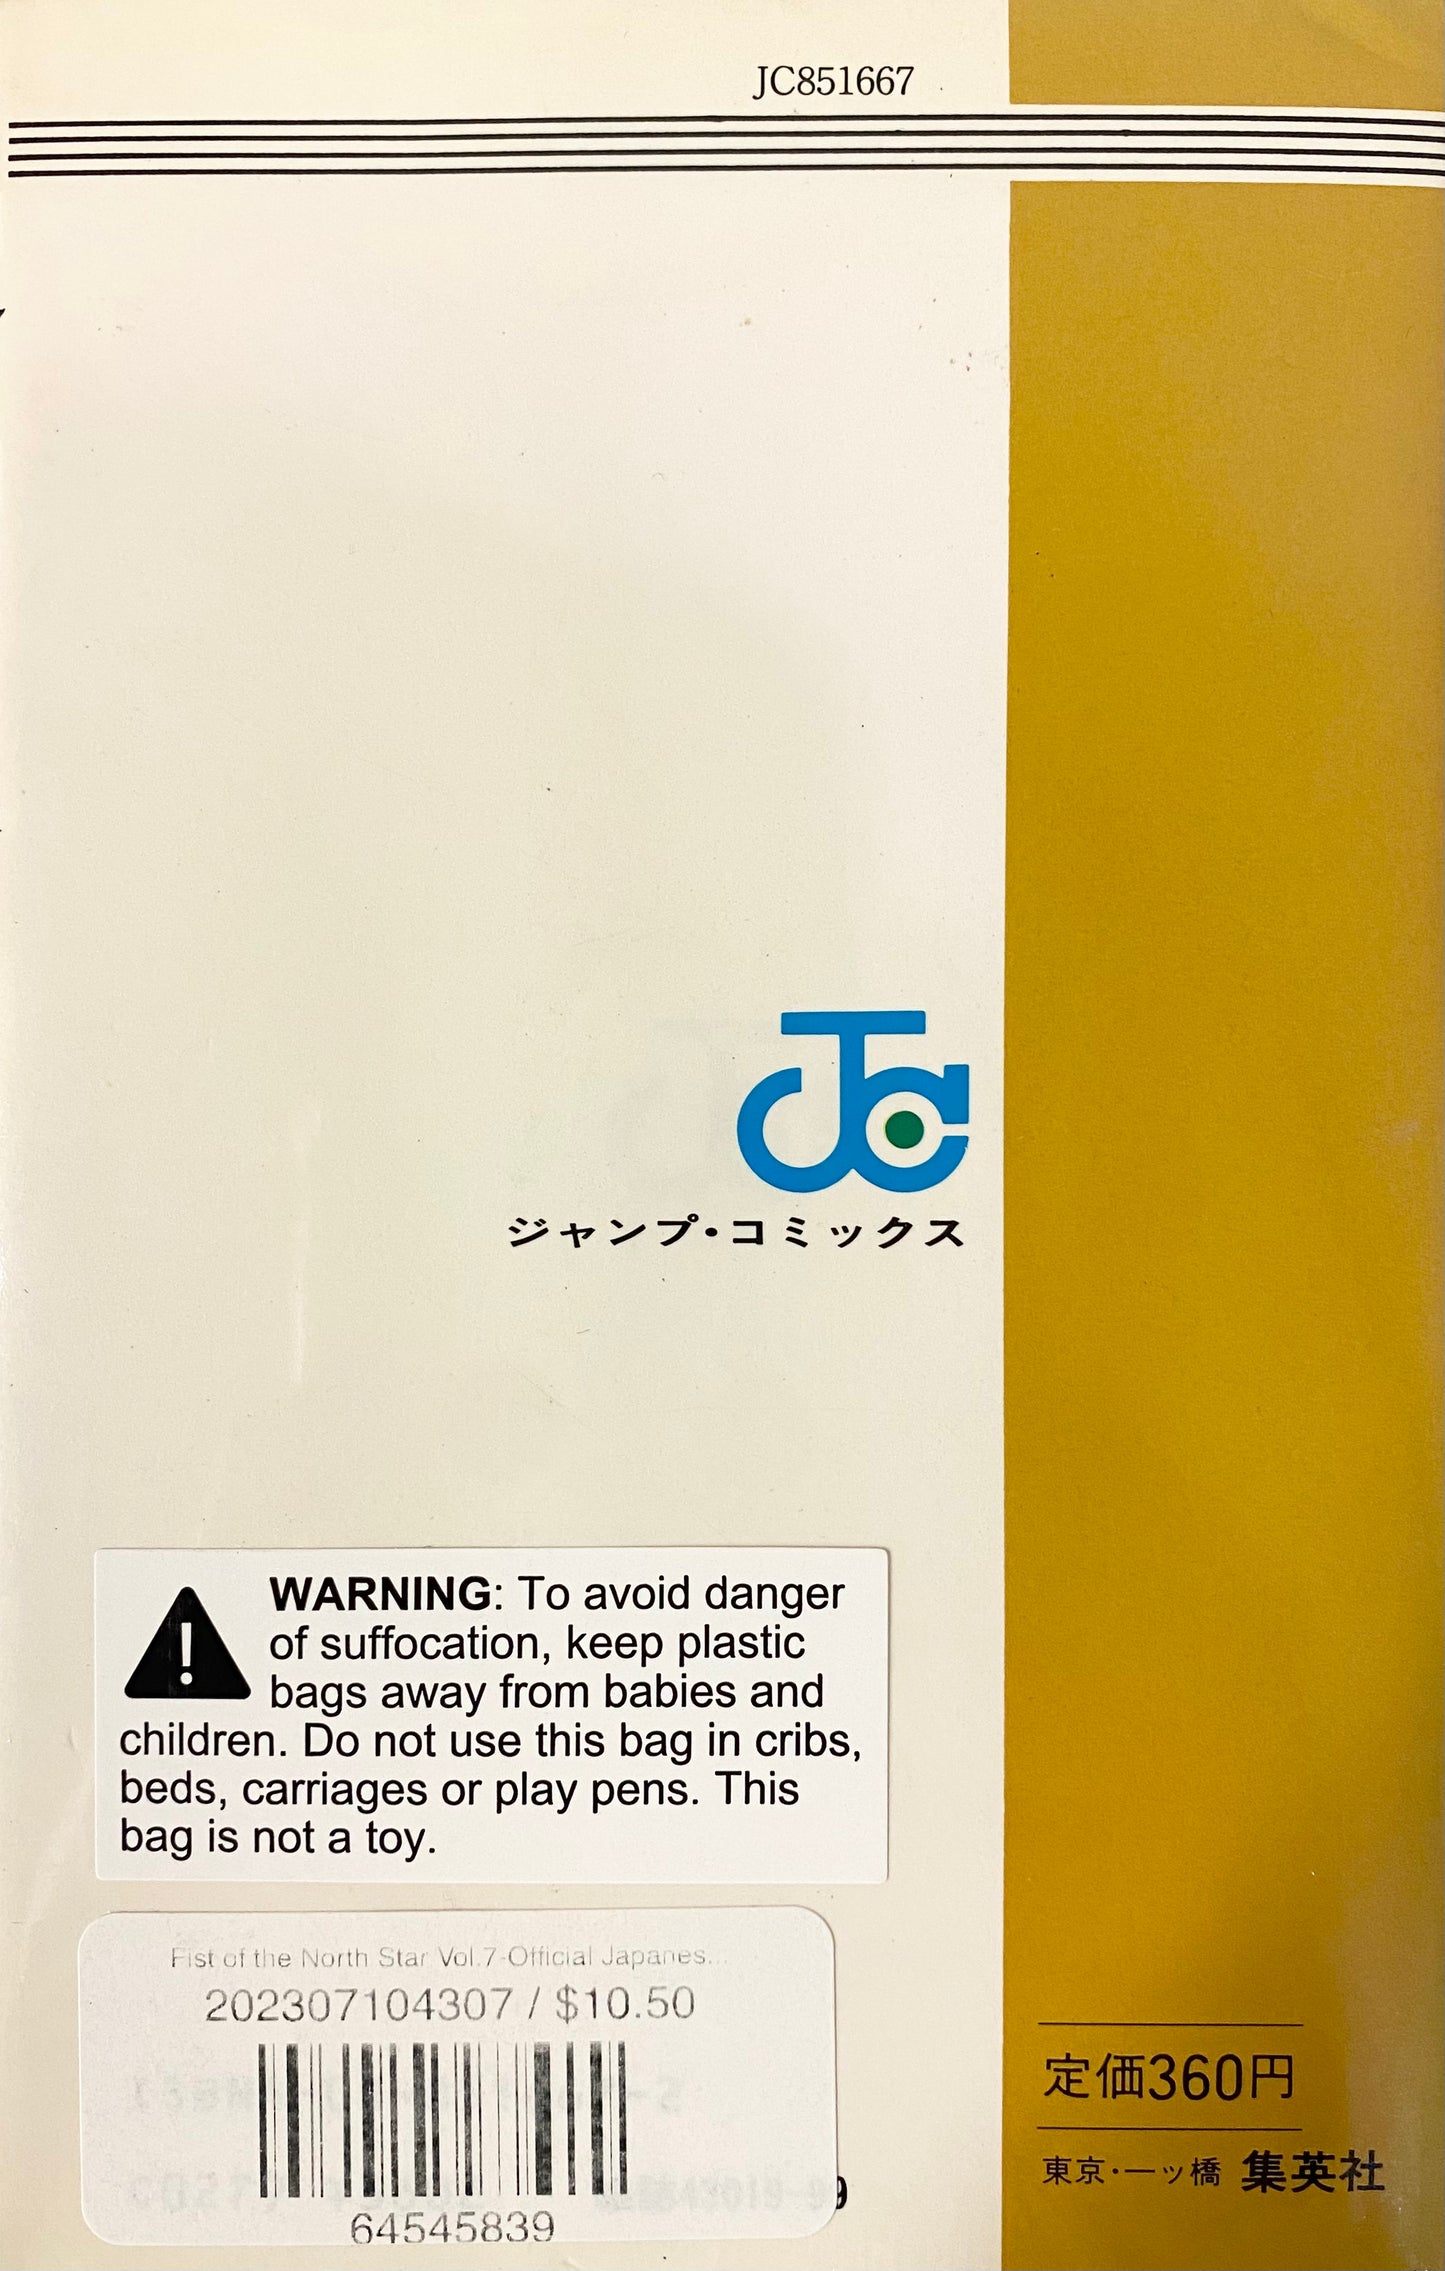 JC851667
JC
ジャンプ・コミックス
WARNING: To avoid danger
of suffocation, keep plastic
bags away from babies and
children. Do not use this bag in cribs,
beds, carriages or play pens. This
bag is not a toy.
Fist of the North Star Vol.7-Official Japanes...
202307104307 / $10.50
64545839
9
定価360円
東京・一ッ橋 集英社